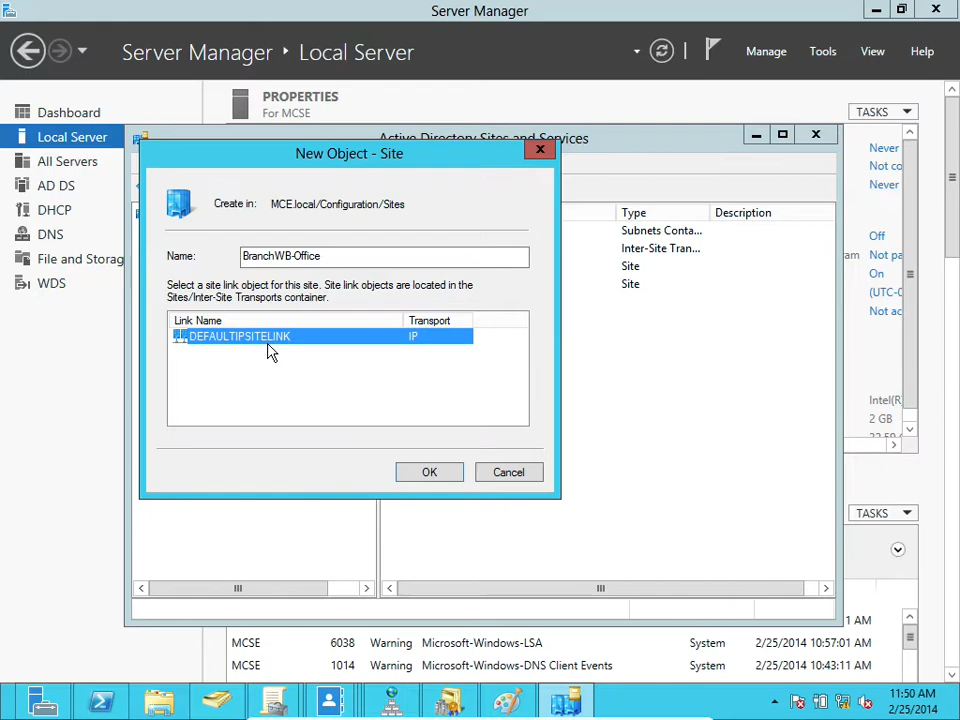 Server Manager
Server Manager ‣ Local Server
Manage
Tools
View
Help
Dashboard
Local Server
All Servers
AD DS
DHCP
DNS
File and Storag
WDS
PROPERTIES
For MCSE
TASKS
Active Directory Sites and Services
Never
Not co
Never
Off
Not pa
On
(UTC-0
Not ac
Intel(R)
2 GB
Type
Description
Subnets Conta...
Inter-Site Tran...
Site
Site
New Object - Site
Create in:
MCE.local/Configuration/Sites
Name:
BranchWB-Office
Select a site link object for this site. Site link objects are located in the
Sites/Inter-Site Transports container.
Link Name
Transport
DEFAULTIPSITELINK
IP
OK
Cancel
TASKS
1 AM
MCSE 6038 Warning Microsoft-Windows-LSA System 2/25/2014 10:57:01 AM
MCSE 1014 Warning Microsoft-Windows-DNS Client Events System 2/25/2014 10:43:11 AM
11:50 AM
2/25/2014